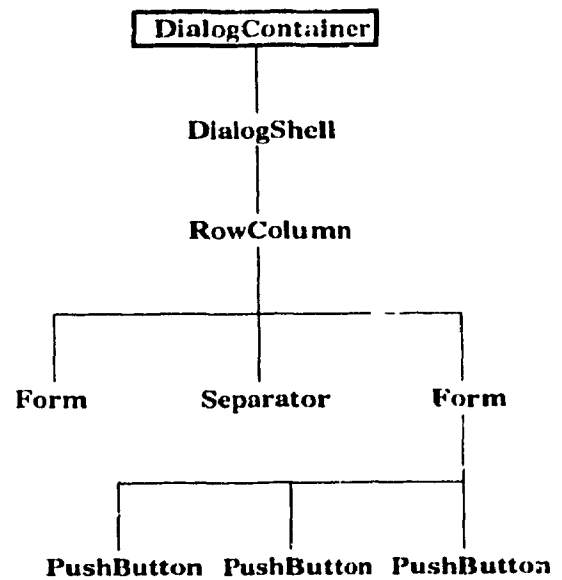 DialogContainer
DialogShell
RowColumn
Form Separator Form
PushButton PushButton PushButton